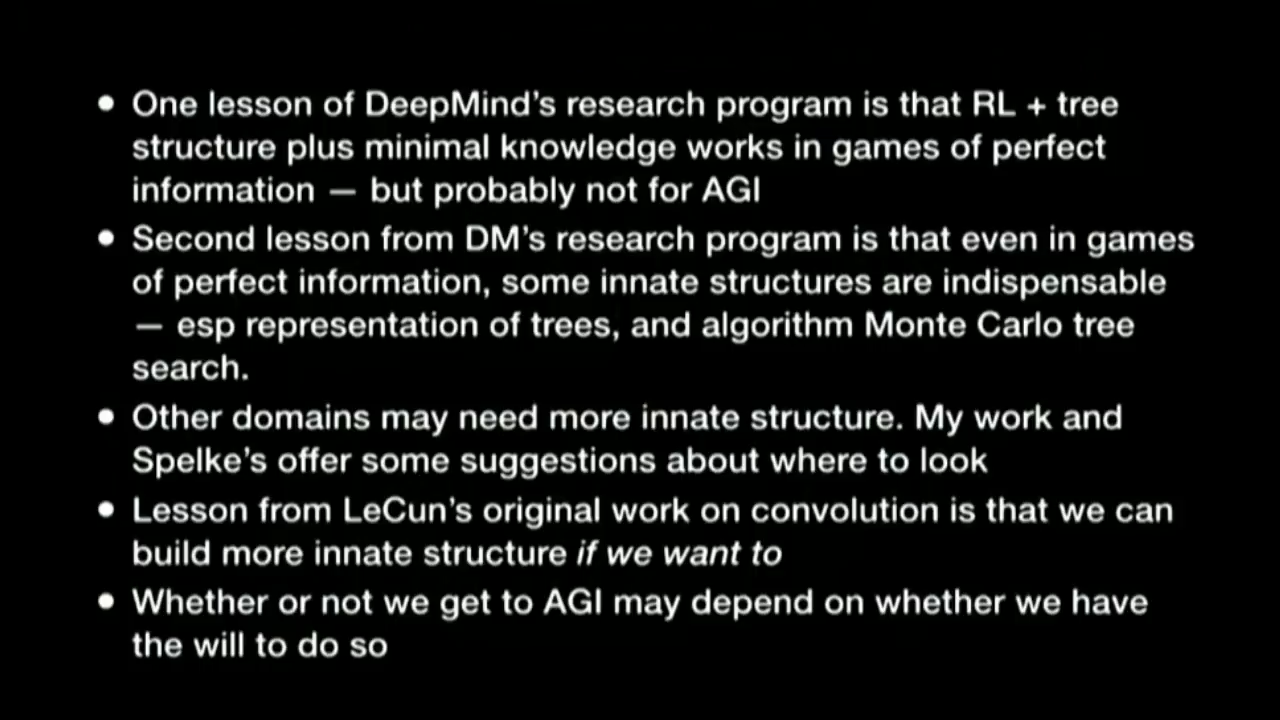 • One lesson of DeepMind's research program is that RL + tree
structure plus minimal knowledge works in games of perfect
information — but probably not for AGI
• Second lesson from DM's research program is that even in games
of perfect information, some innate structures are indispensable
— esp representation of trees, and algorithm Monte Carlo tree
search.
• Other domains may need more innate structure. My work and
Spelke's offer some suggestions about where to look
• Lesson from LeCun's original work on convolution is that we can
build more innate structure if we want to
• Whether or not we get to AGI may depend on whether we have
the will to do so